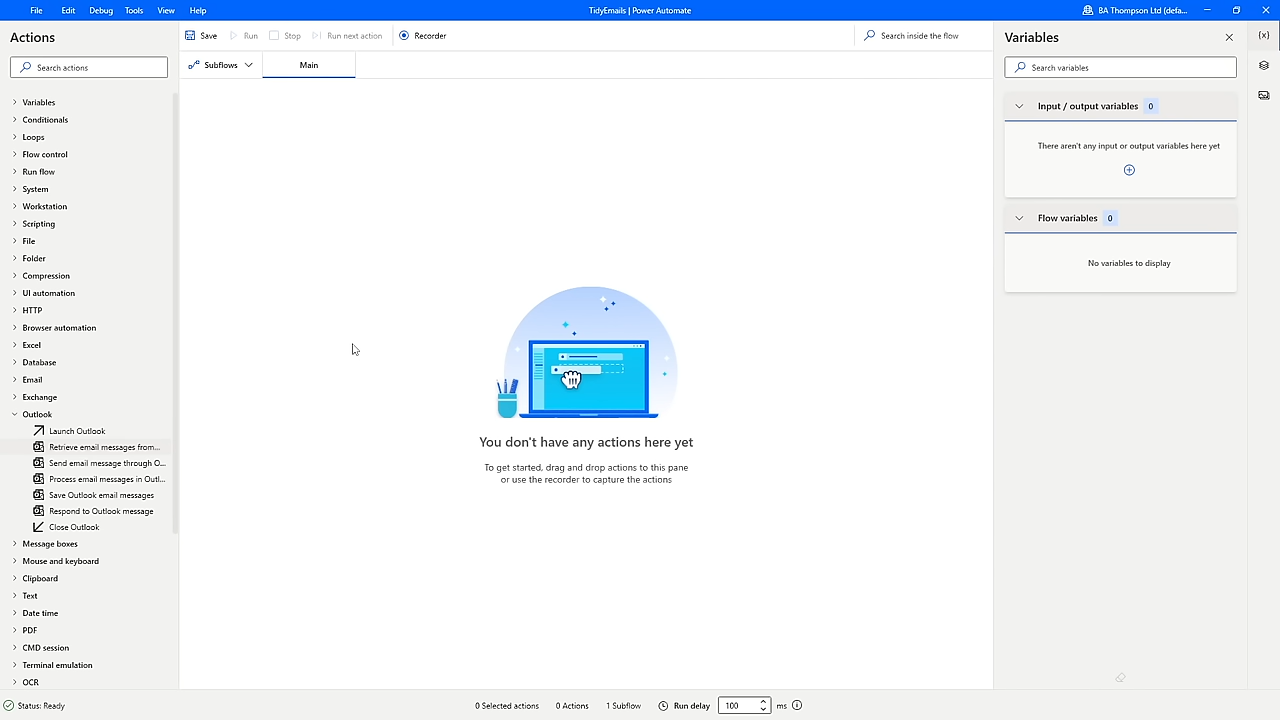 File Edit Debug Tools View Help
TidyEmails | Power Automate
BA Thompson Ltd (defa...
Actions
Search actions
Variables
Conditionals
Loops
Flow control
Run flow
System
Workstation
Scripting
File
Folder
Compression
UI automation
HTTP
Browser automation
Excel
Database
Email
Exchange
Outlook
Launch Outlook
Retrieve email messages from...
Send email message through O...
Process email messages in Outl...
Save Outlook email messages
Respond to Outlook message
Close Outlook
Message boxes
Mouse and keyboard
Clipboard
Text
Date time
PDF
CMD session
Terminal emulation
OCR
Save Run Stop Run next action Recorder
Search inside the flow
Subflows Main
You don't have any actions here yet
To get started, drag and drop actions to this pane
or use the recorder to capture the actions
Variables
Search variables
{x}
Input / output variables 0
There aren't any input or output variables here yet
Flow variables 0
No variables to display
Status: Ready
0 Selected actions 0 Actions 1 Subflow Run delay 100 ms